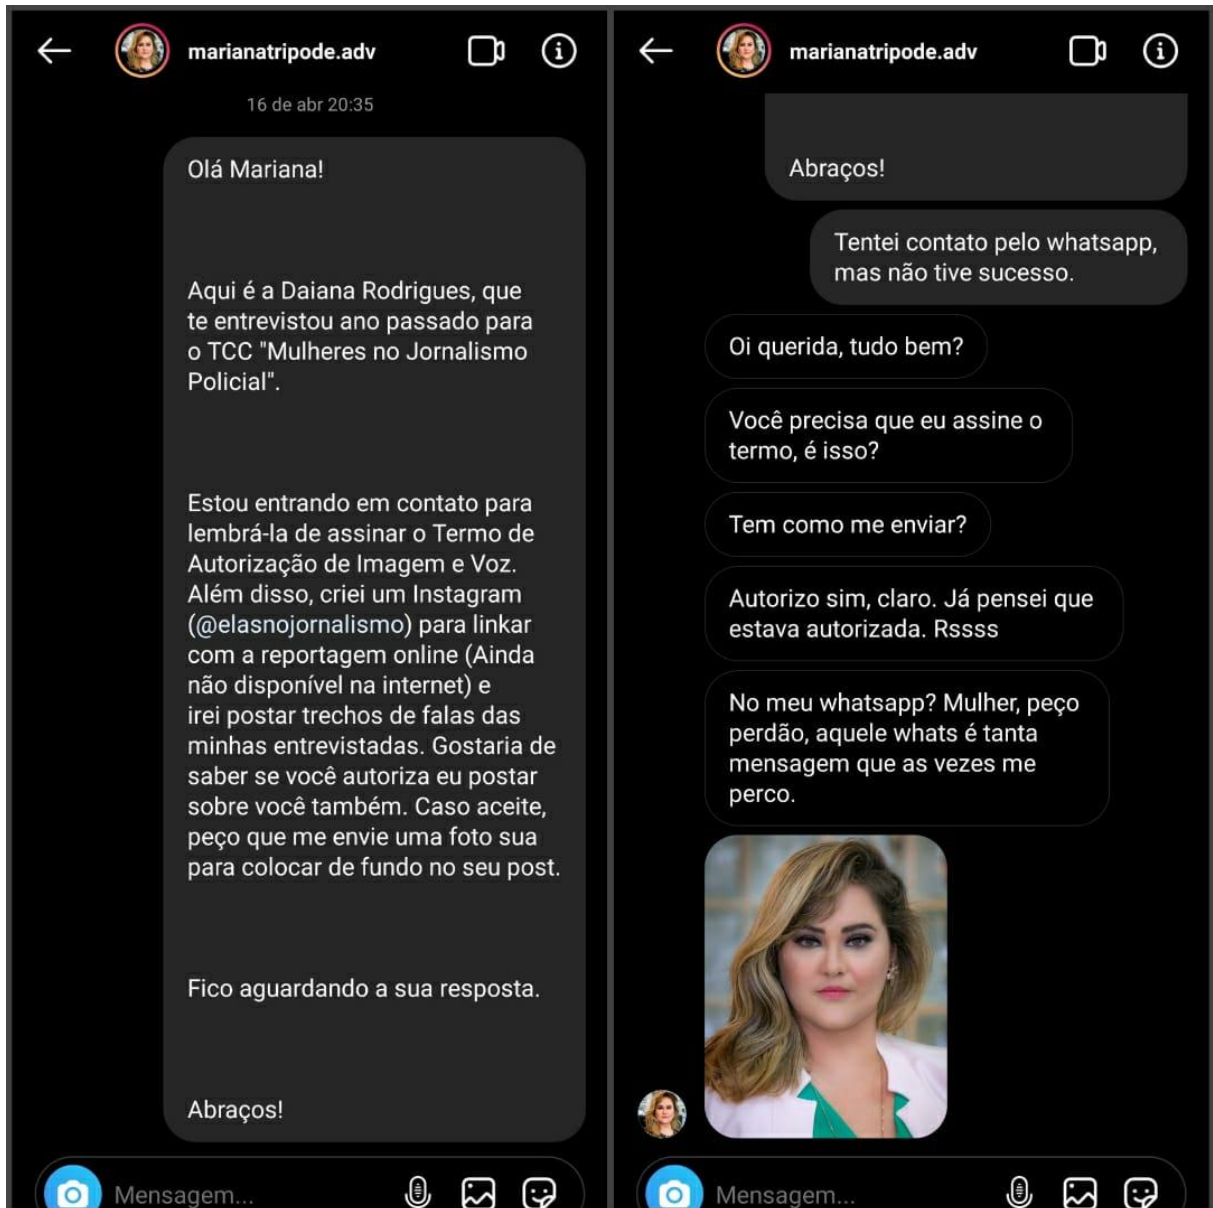 marianatripode.adv
16 de abr 20:35
Olá Mariana!
Aqui é a Daiana Rodrigues, que
te entrevistou ano passado para
o TCC "Mulheres no Jornalismo
Policial".
Estou entrando em contato para
lembrá-la de assinar o Termo de
Autorização de Imagem e Voz.
Além disso, criei um Instagram
(@elasnojornalismo) para linkar
com a reportagem online (Ainda
não disponível na internet) e
irei postar trechos de falas das
minhas entrevistadas. Gostaria de
saber se você autoriza eu postar
sobre você também. Caso aceite,
peço que me envie uma foto sua
para colocar de fundo no seu post.
Fico aguardando a sua resposta.
Abraços!
Mensagem...
marianatripode.adv
Abraços!
Tentei contato pelo whatsapp,
mas não tive sucesso.
Oi querida, tudo bem?
Você precisa que eu assine o
termo, é isso?
Tem como me enviar?
Autorizo sim, claro. Já pensei que
estava autorizada. Rssss
No meu whatsapp? Mulher, peço
perdão, aquele whats é tanta
mensagem que as vezes me
perco.
Mensagem...